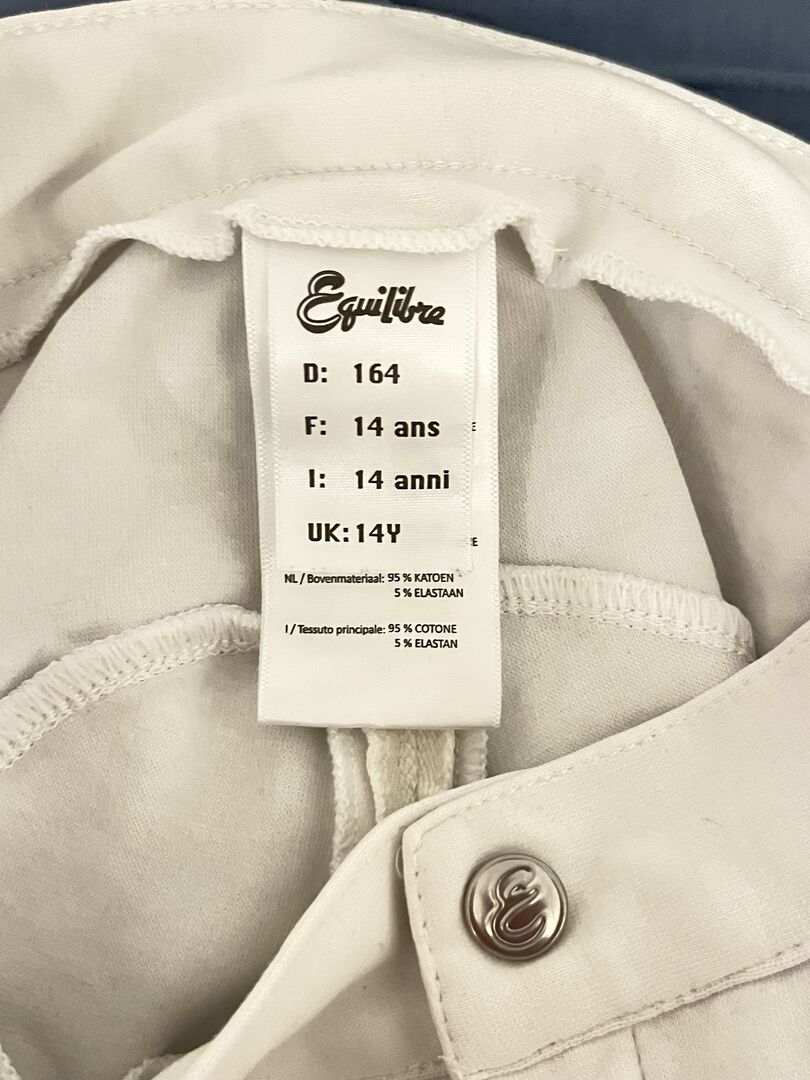 Equilibre
D: 164
F: 14 ans
I: 14 anni
UK: 14Y
NL / Bovenmateriaal: 95 % KATOEN
5 % ELASTAAN
I / Tessuto principale: 95 % COTONE
5 % ELASTAN
E